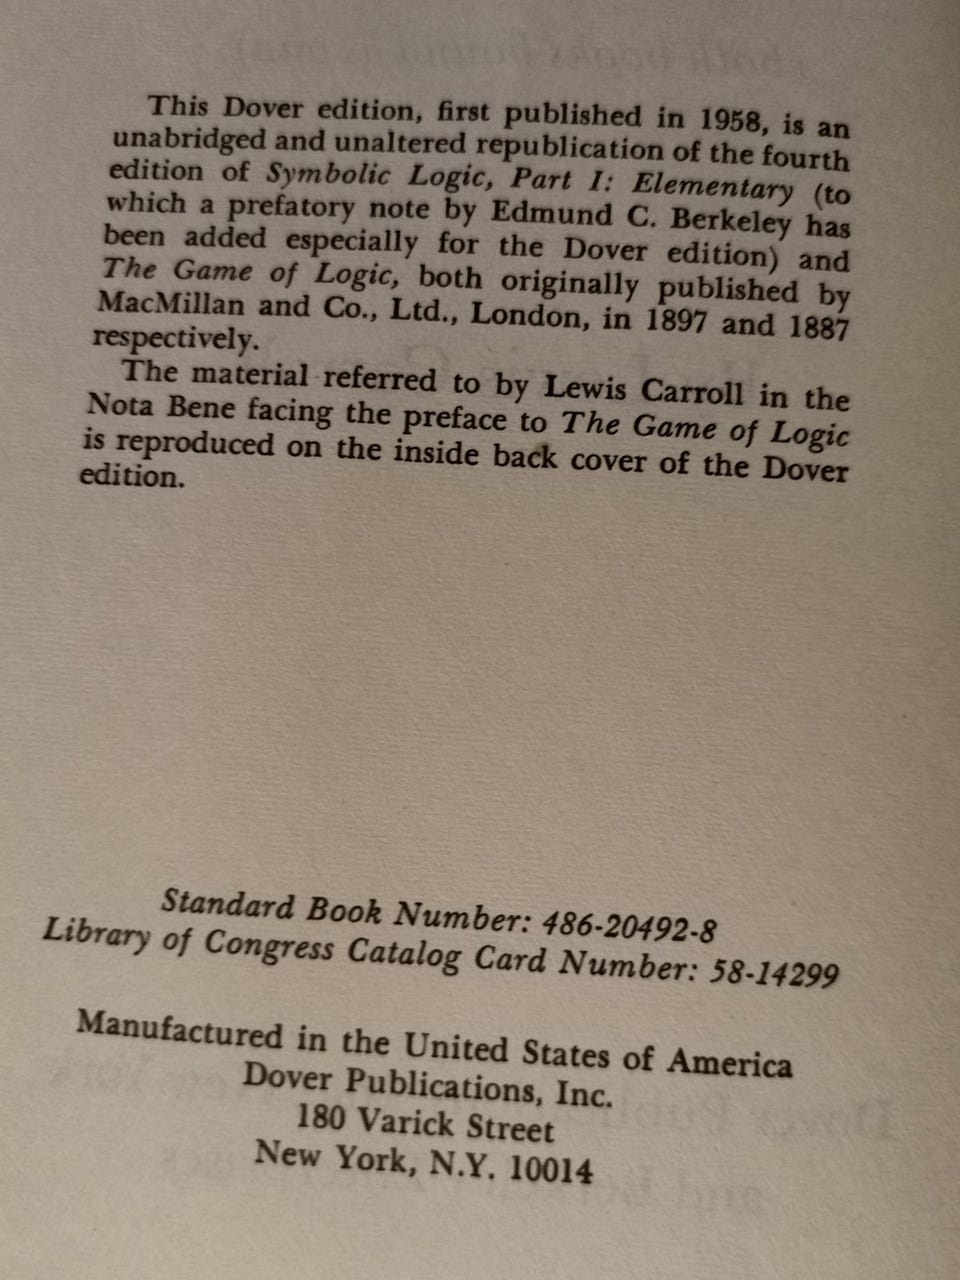 This Dover edition, first published in 1958, is an
unabridged and unaltered republication of the fourth
edition of Symbolic Logic, Part I: Elementary (to
which a prefatory note by Edmund C. Berkeley has
been added especially for the Dover edition) and
The Game of Logic, both originally published by
MacMillan and Co., Ltd., London, in 1897 and 1887
respectively.
The material referred to by Lewis Carroll in the
Nota Bene facing the preface to The Game of Logic
is reproduced on the inside back cover of the Dover
edition.
Standard Book Number: 486-20492-8
Library of Congress Catalog Card Number: 58-14299
Manufactured in the United States of America
Dover Publications, Inc.
180 Varick Street
New York, N.Y. 10014